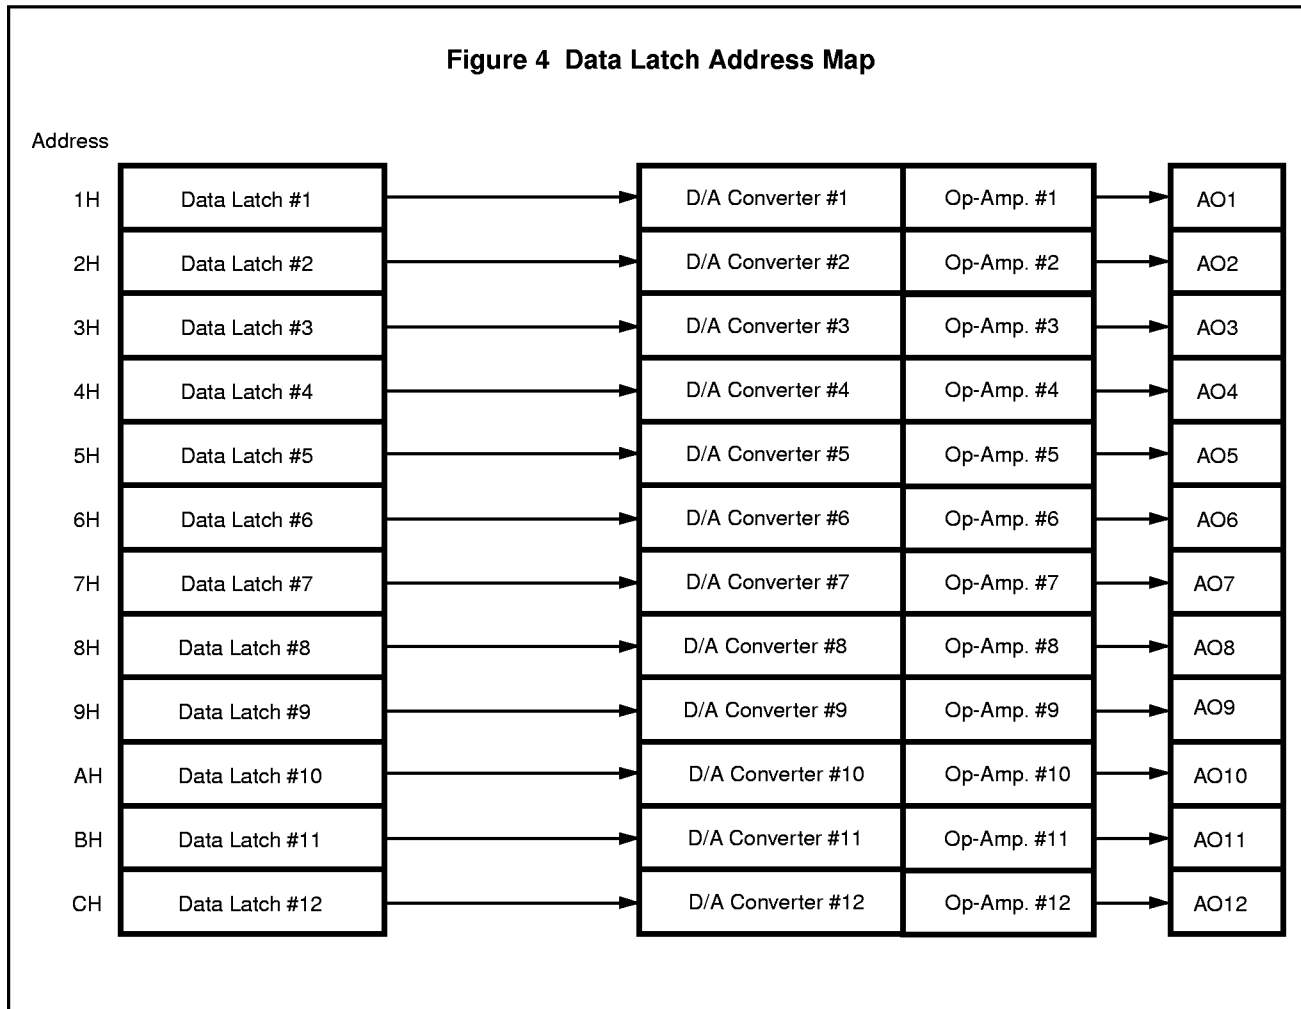 Figure 4 Data Latch Address Map
Address
1H Data Latch #1 D/A Converter #1 Op-Amp. #1 AO1
2H Data Latch #2 D/A Converter #2 Op-Amp. #2 AO2
3H Data Latch #3 D/A Converter #3 Op-Amp. #3 AO3
4H Data Latch #4 D/A Converter #4 Op-Amp. #4 AO4
5H Data Latch #5 D/A Converter #5 Op-Amp. #5 AO5
6H Data Latch #6 D/A Converter #6 Op-Amp. #6 AO6
7H Data Latch #7 D/A Converter #7 Op-Amp. #7 AO7
8H Data Latch #8 D/A Converter #8 Op-Amp. #8 AO8
9H Data Latch #9 D/A Converter #9 Op-Amp. #9 AO9
AH Data Latch #10 D/A Converter #10 Op-Amp. #10 AO10
BH Data Latch #11 D/A Converter #11 Op-Amp. #11 AO11
CH Data Latch #12 D/A Converter #12 Op-Amp. #12 AO12